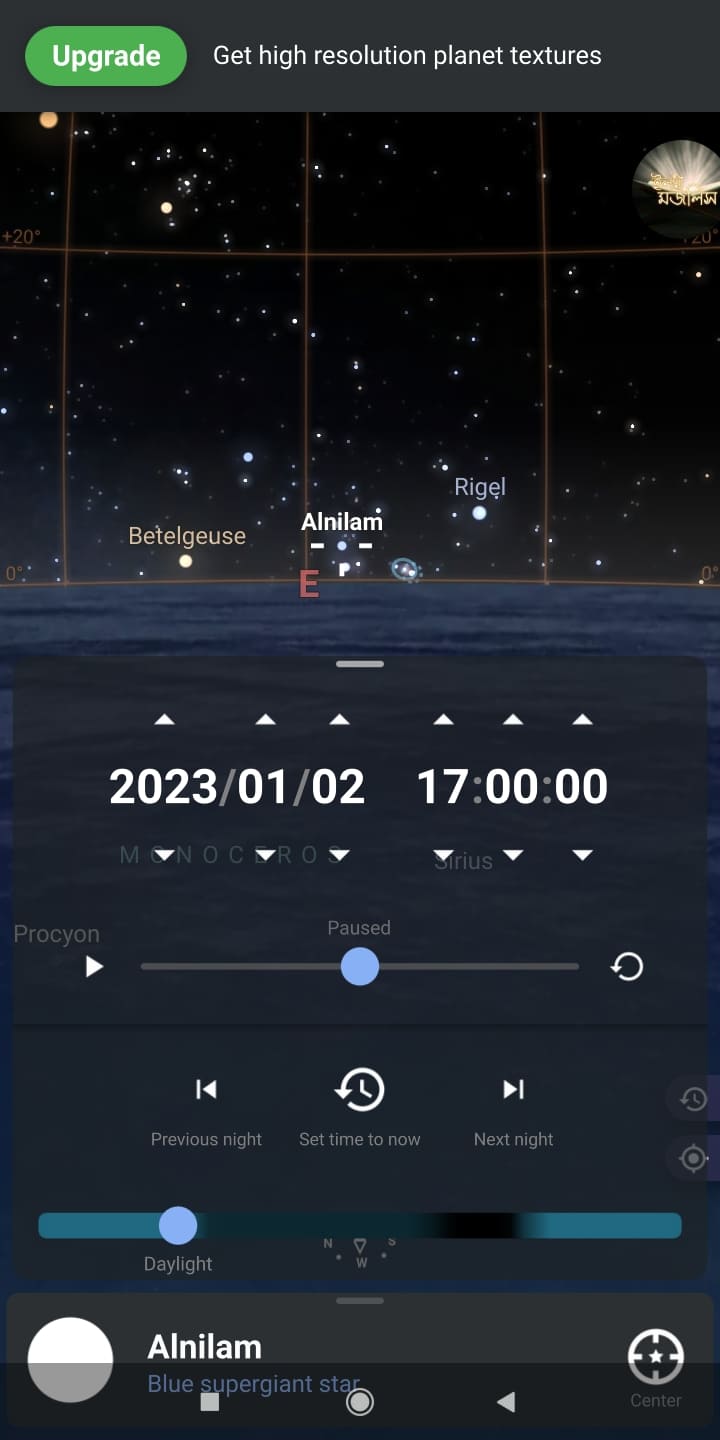 Upgrade Get high resolution planet textures
মজলিস
+20° +20°
Rigel
Alnilam
Betelgeuse
0° E 0°
2023/01/02 17:00:00
MONOCEROS Sirius
Procyon
Paused
Previous night Set time to now Next night
N S
W
Daylight
Alnilam
Blue supergiant star
Center